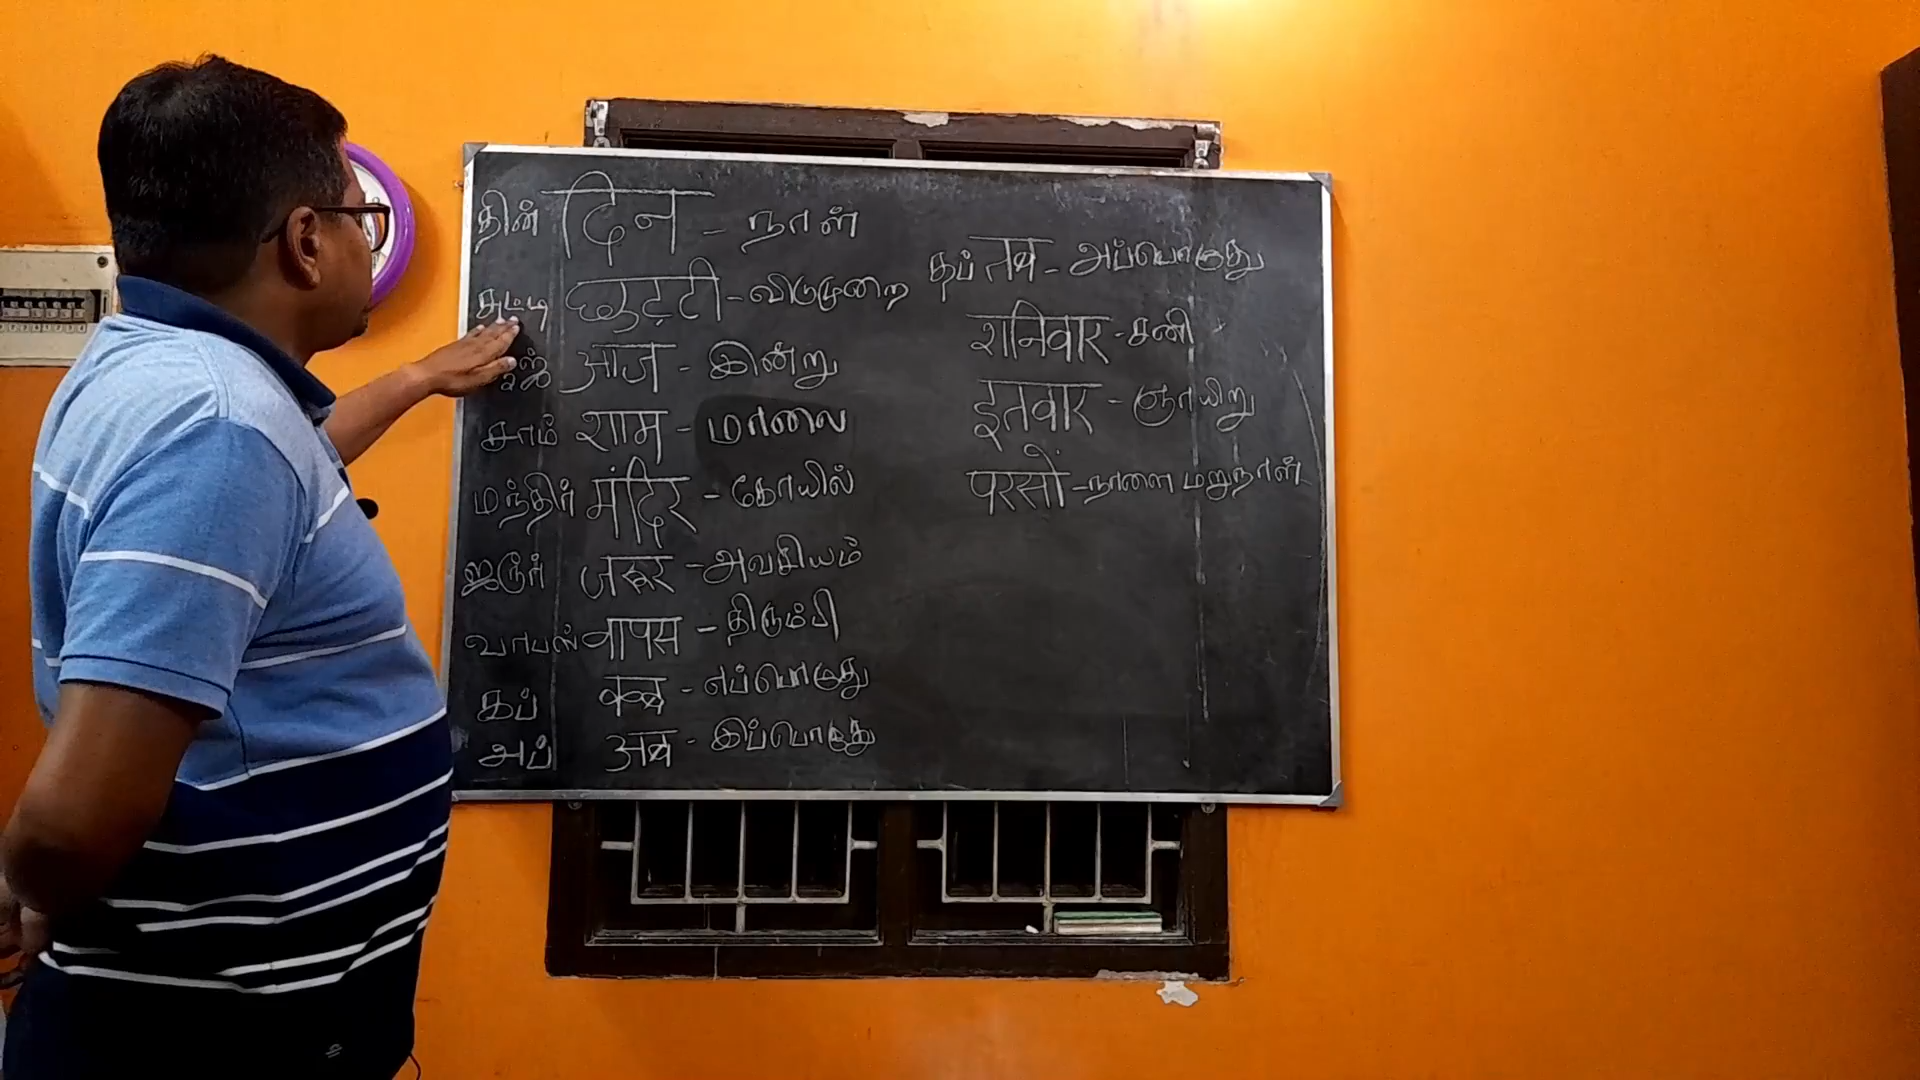 தின் दिन - நாள்
சுட்டி छुट्टी - விடுமுறை
ஆஜ் आज - இன்று
சாம் शाम - மாலை
மந்திர் मंदिर - கோயில்
ஜரூர் जरूर - அவசியம்
வாபஸ் वापस - திரும்பி
கப் कब - எப்பொழுது
அப் अब - இப்பொழுது
தப் तब - அப்பொழுது
शनिवार - சனி
इतवार - ஞாயிறு
परसों - நாளை மறுநாள்